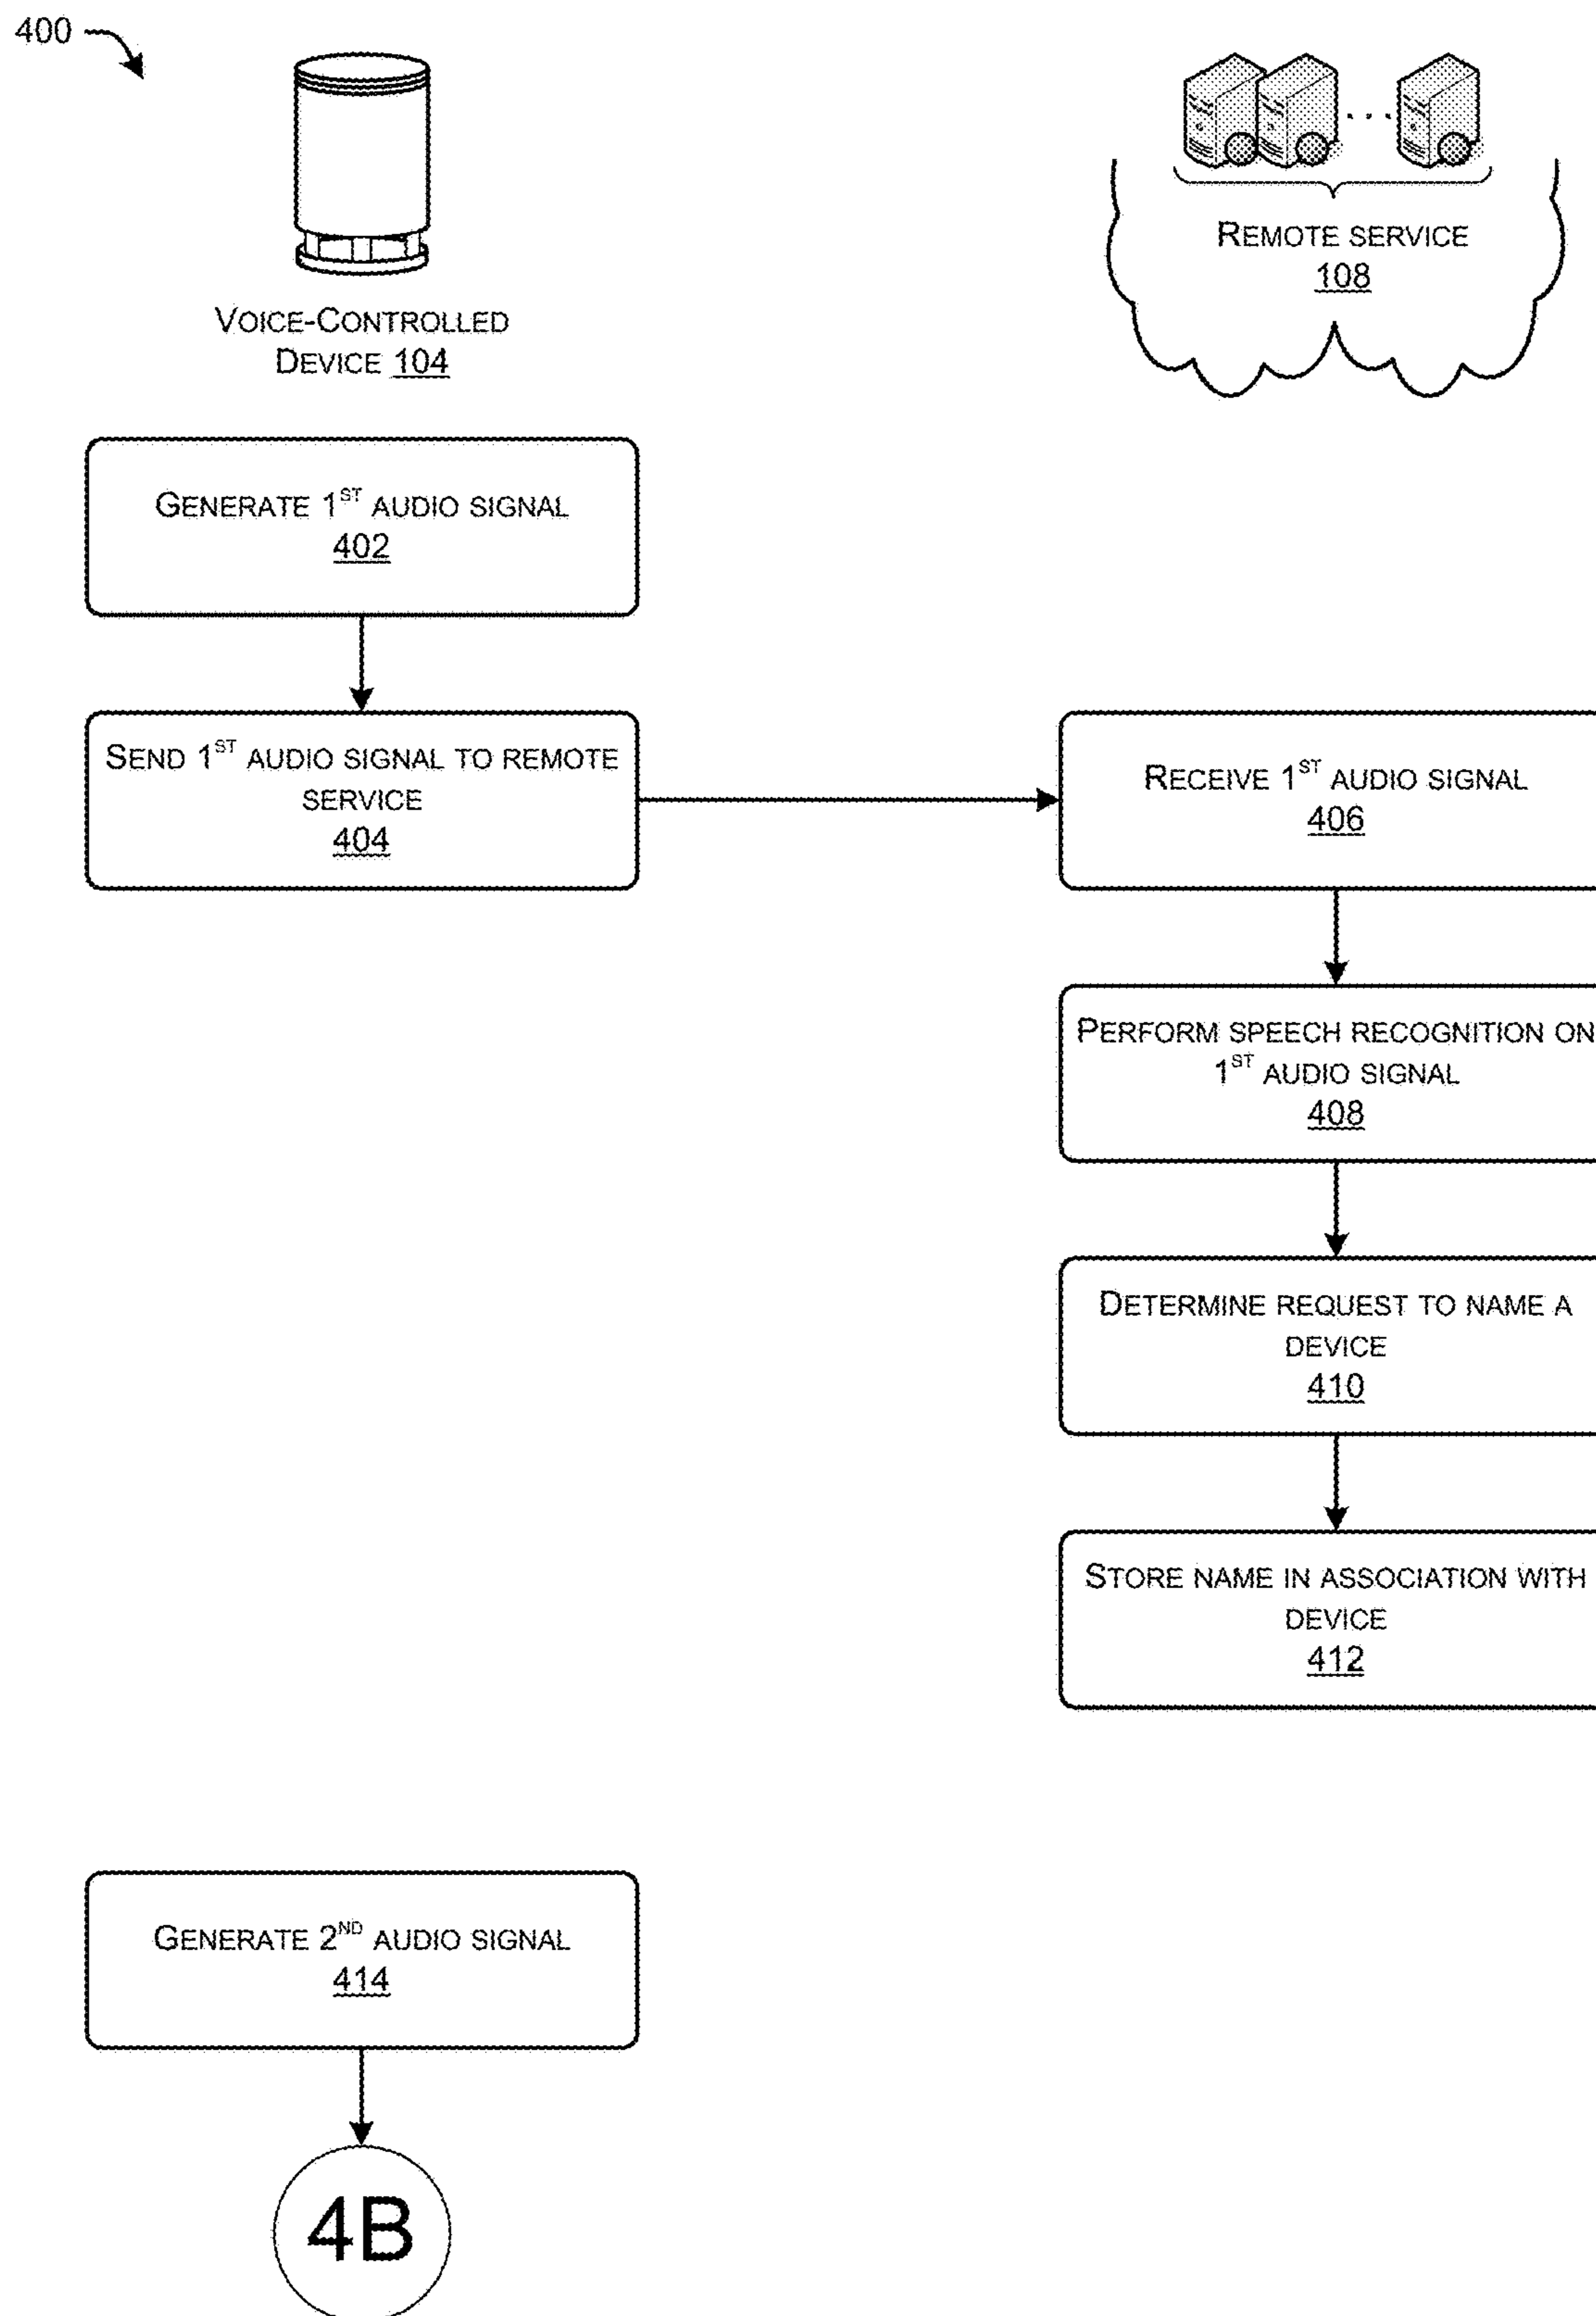 400
Voice-Controlled
Device 104
Remote service
108
Generate 1st audio signal
402
Send 1st audio signal to remote
service
404
Receive 1st audio signal
406
Perform speech recognition on
1st audio signal
408
Determine request to name a
device
410
Store name in association with
device
412
Generate 2nd audio signal
414
4B